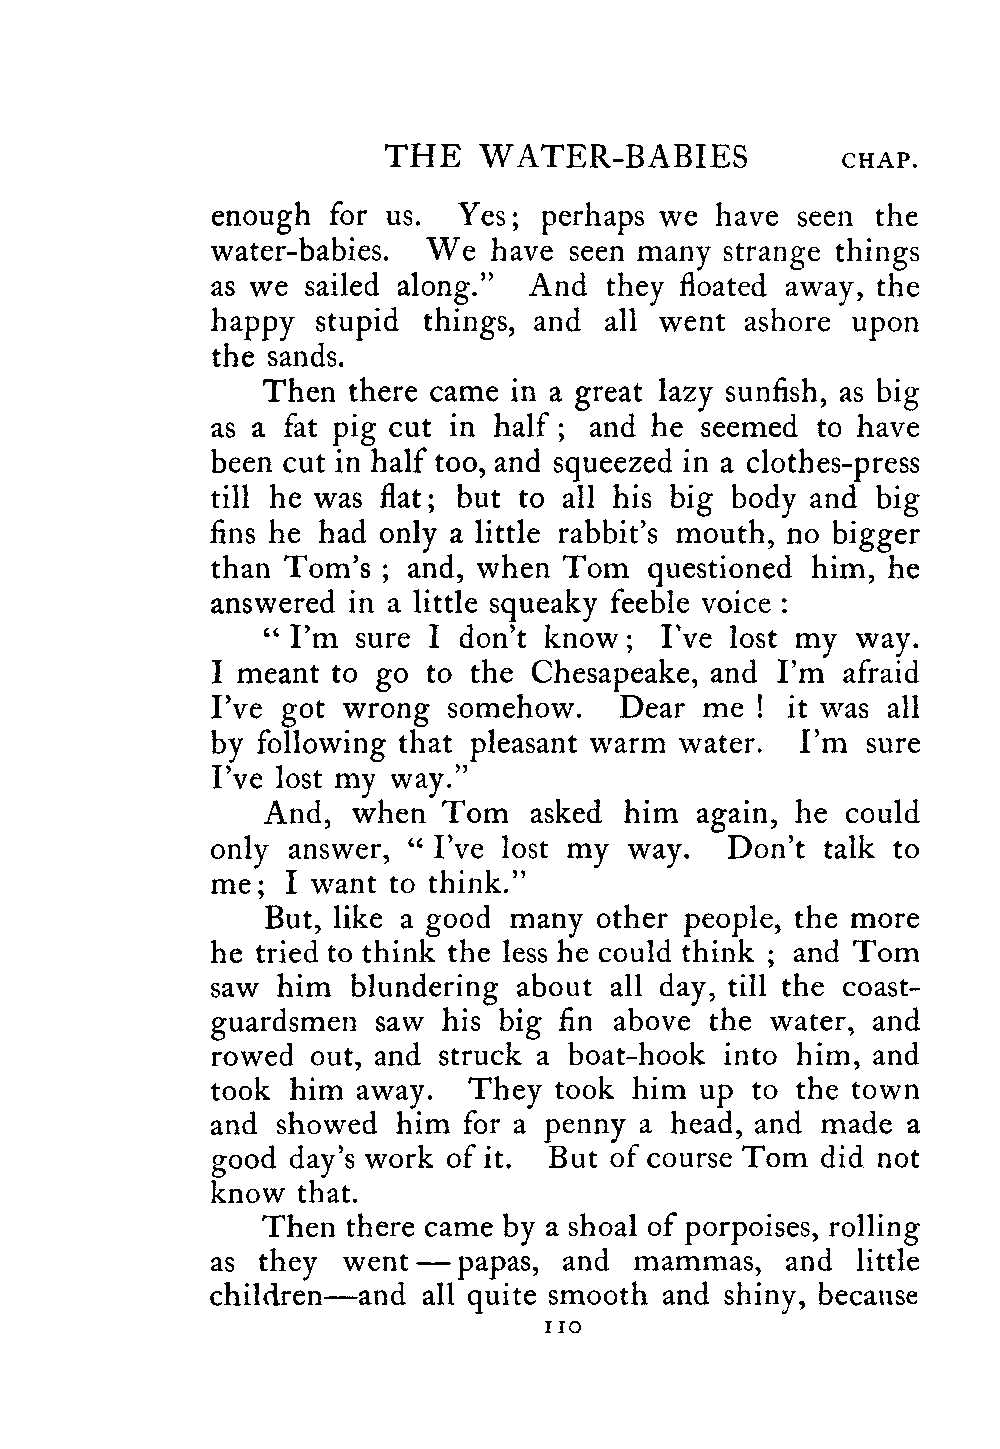 THE WATER-BABIES CHAP.
enough for us. Yes; perhaps we have seen the
water-babies. We have seen many strange things
as we sailed along.” And they floated away, the
happy stupid things, and all went ashore upon
the sands.
Then there came in a great lazy sunfish, as big
as a fat pig cut in half; and he seemed to have
been cut in half too, and squeezed in a clothes-press
till he was flat; but to all his big body and big
fins he had only a little rabbit’s mouth, no bigger
than Tom’s; and, when Tom questioned him, he
answered in a little squeaky feeble voice:
“I’m sure I don’t know; I’ve lost my way.
I meant to go to the Chesapeake, and I’m afraid
I’ve got wrong somehow. Dear me! it was all
by following that pleasant warm water. I’m sure
I’ve lost my way.”
And, when Tom asked him again, he could
only answer, “I’ve lost my way. Don’t talk to
me; I want to think.”
But, like a good many other people, the more
he tried to think the less he could think; and Tom
saw him blundering about all day, till the coast-
guardsmen saw his big fin above the water, and
rowed out, and struck a boat-hook into him, and
took him away. They took him up to the town
and showed him for a penny a head, and made a
good day’s work of it. But of course Tom did not
know that.
Then there came by a shoal of porpoises, rolling
as they went—papas, and mammas, and little
children—and all quite smooth and shiny, because
110